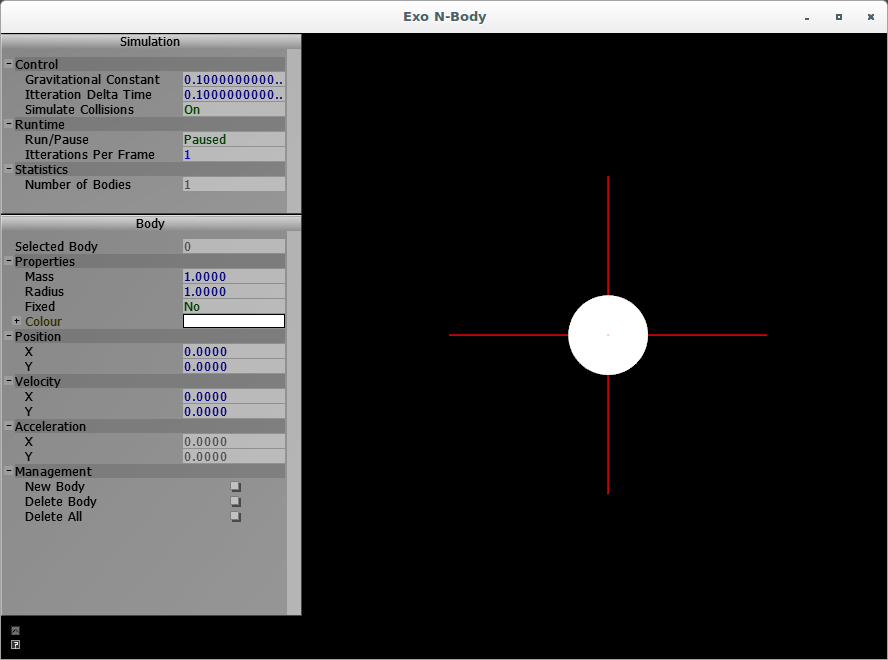 Exo N-Body
Simulation
Control
Gravitational Constant 0.1000000000..
Itteration Delta Time 0.1000000000..
Simulate Collisions On
Runtime
Run/Pause Paused
Itterations Per Frame 1
Statistics
Number of Bodies 1
Body
Selected Body 0
Properties
Mass 1.0000
Radius 1.0000
Fixed No
Colour
Position
X 0.0000
Y 0.0000
Velocity
X 0.0000
Y 0.0000
Acceleration
X 0.0000
Y 0.0000
Management
New Body
Delete Body
Delete All
?